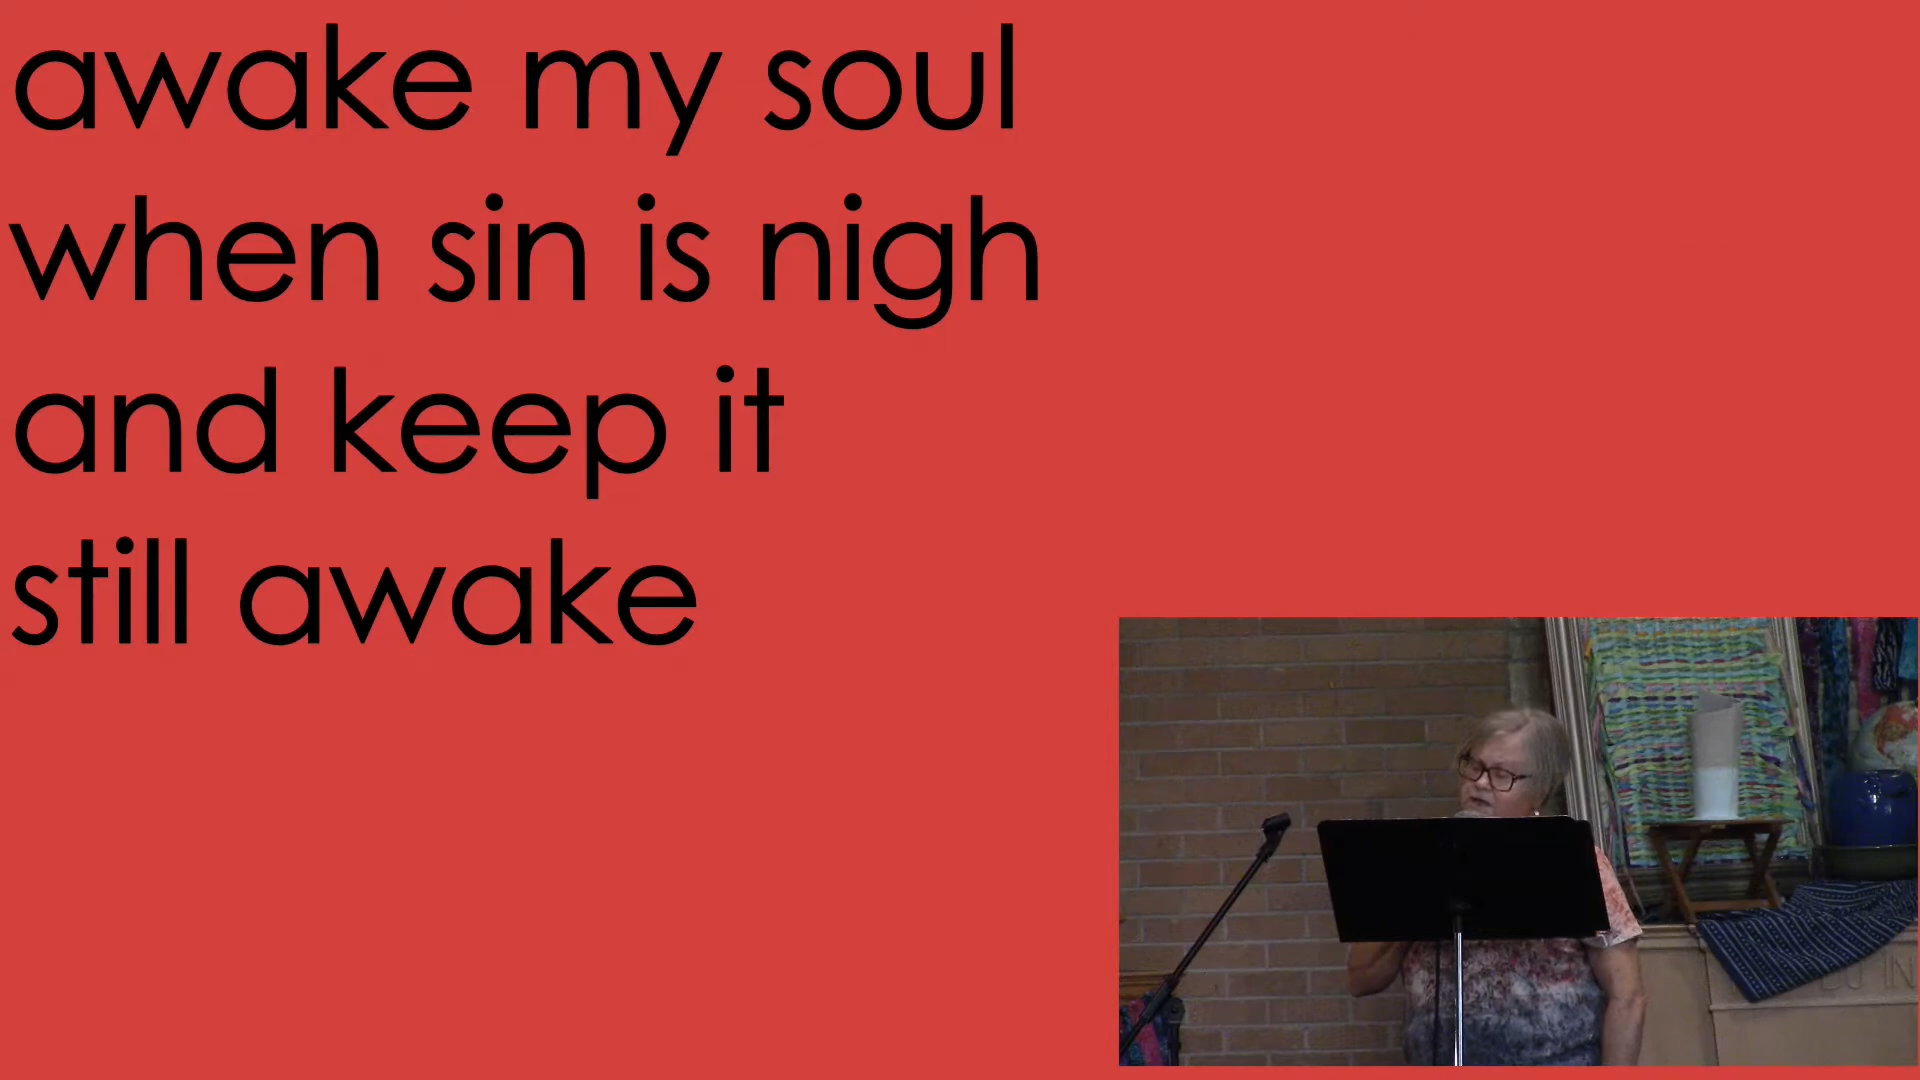 awake my soul
when sin is nigh
and keep it
still awake